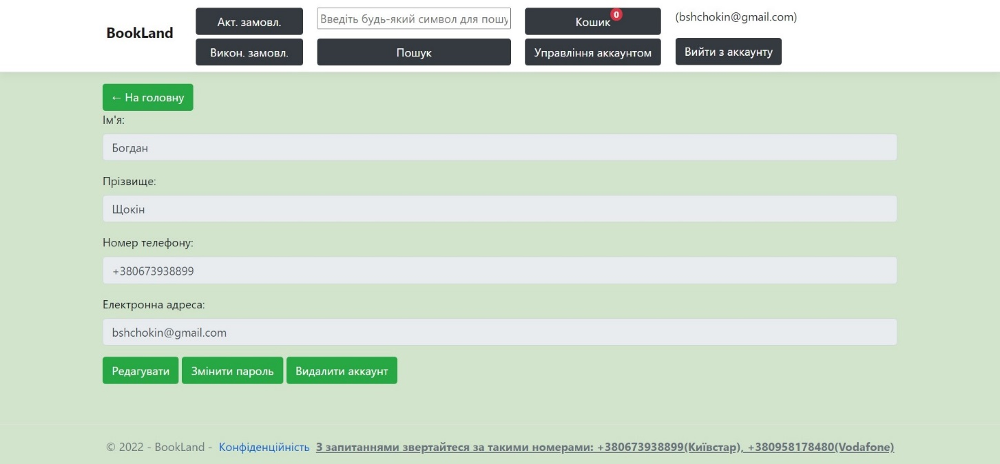 BookLand
Акт. замовл.
Викон. замовл.
Введіть будь-який символ для пошу
Пошук
Кошик 0
Управління аккаунтом
(bshchokin@gmail.com)
Вийти з аккаунту
← На головну
Ім'я:
Богдан
Прізвище:
Щокін
Номер телефону:
+380673938899
Електронна адреса:
bshchokin@gmail.com
Редагувати Змінити пароль Видалити аккаунт
© 2022 - BookLand - Конфіденційність З запитаннями звертайтеся за такими номерами: +380673938899(Київстар), +380958178480(Vodafone)